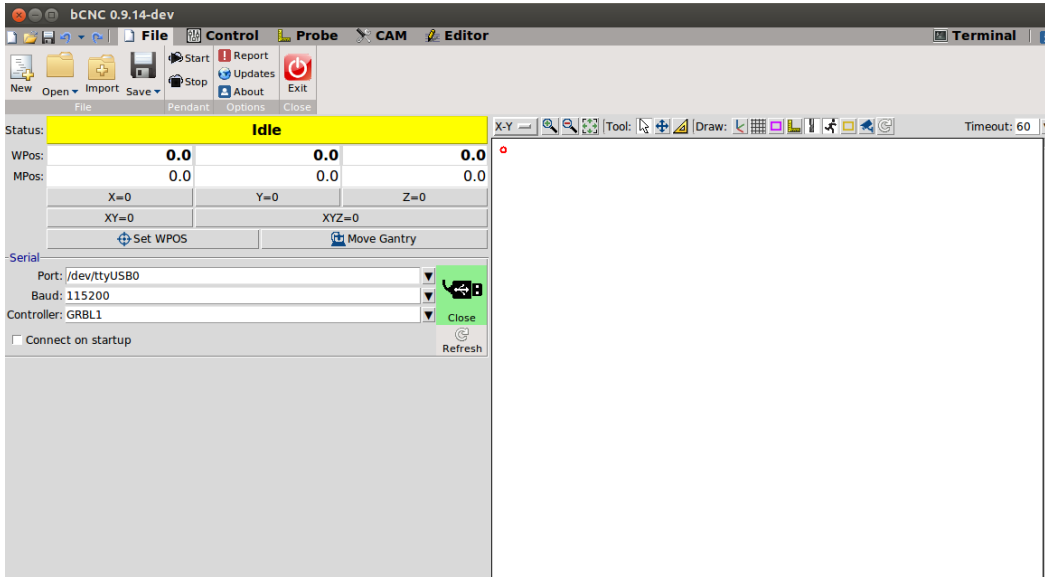 bCNC 0.9.14-dev
File Control Probe CAM Editor Terminal
New Open Import Save Start Stop Report Updates About Exit
File Pendant Options Close
Status: Idle
X-Y Tool: Draw: Timeout: 60
WPos: 0.0 0.0 0.0
MPos: 0.0 0.0 0.0
X=0 Y=0 Z=0
XY=0 XYZ=0
Set WPOS Move Gantry
Serial
Port: /dev/ttyUSB0
Baud: 115200
Controller: GRBL1
Close
Connect on startup
Refresh